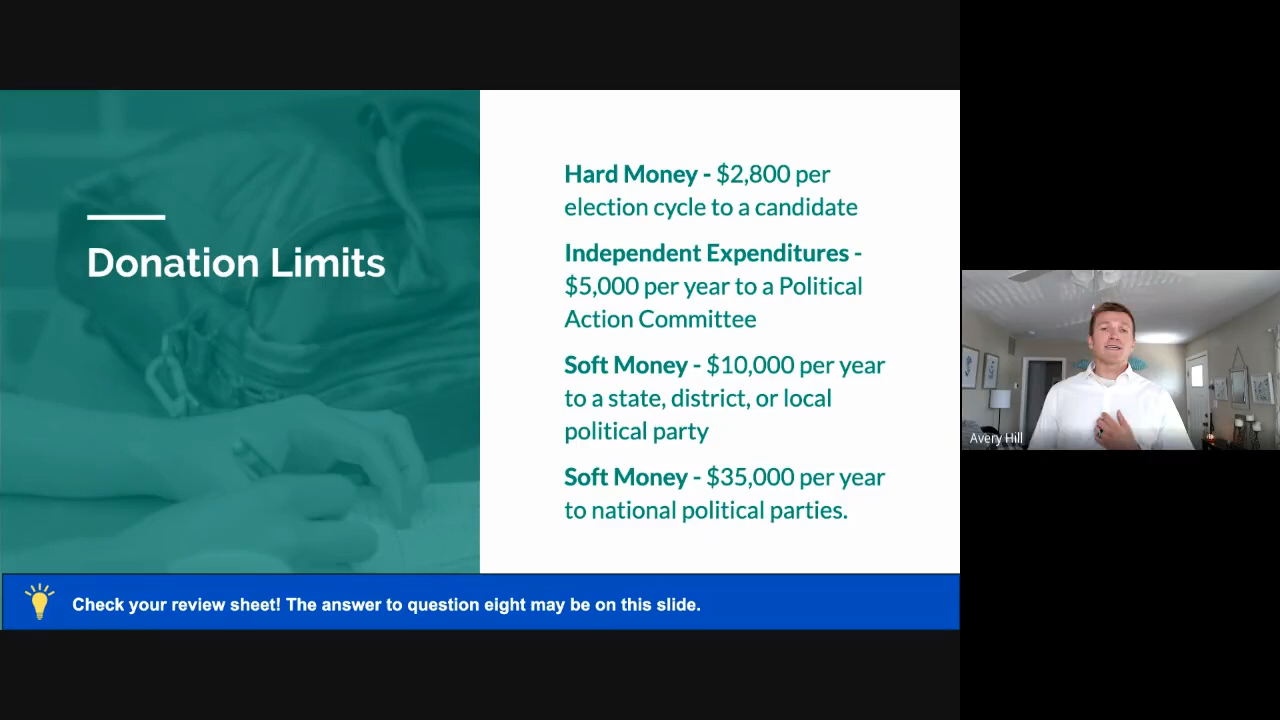 Donation Limits
Hard Money - $2,800 per
election cycle to a candidate
Independent Expenditures -
$5,000 per year to a Political
Action Committee
Soft Money - $10,000 per year
to a state, district, or local
political party
Soft Money - $35,000 per year
to national political parties.
Check your review sheet! The answer to question eight may be on this slide.
Avery Hill